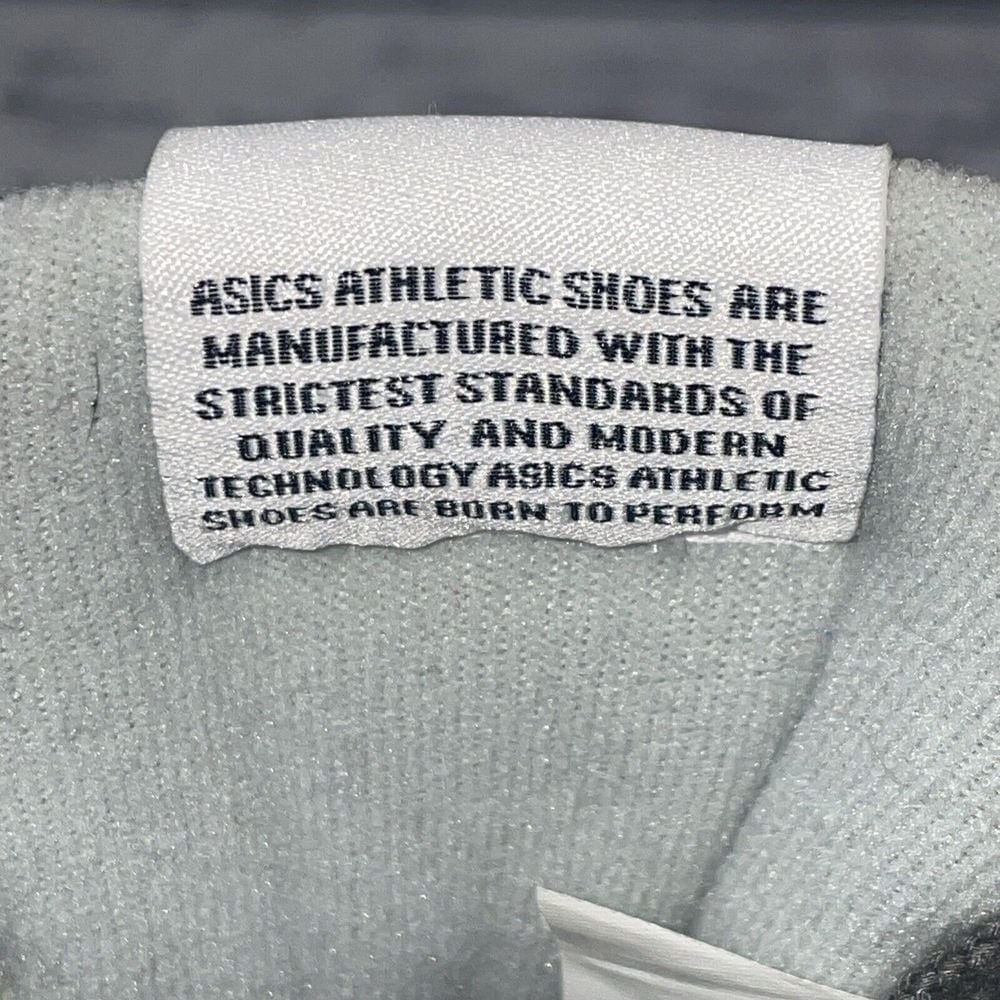 ASICS ATHLETIC SHOES ARE
MANUFACTURED WITH THE
STRICTEST STANDARDS OF
QUALITY AND MODERN
TECHNOLOGY ASICS ATHLETIC
SHOES ARE BORN TO PERFORM